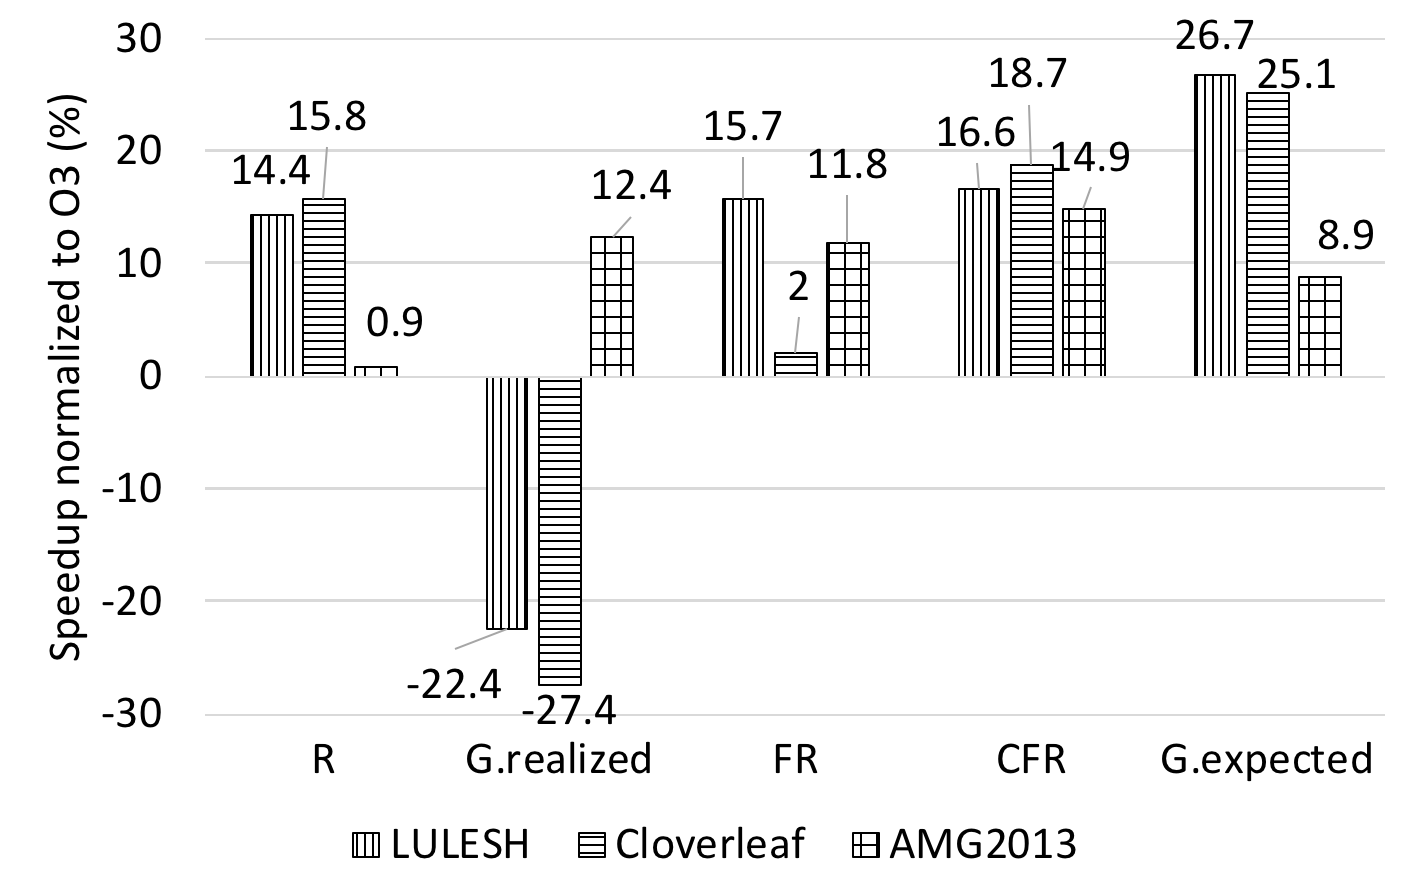 Speedup normalized to O3 (%)
30
20
10
0
-10
-20
-30
14.4
15.8
0.9
-22.4
-27.4
12.4
15.7
2
11.8
16.6
18.7
14.9
26.7
25.1
8.9
R
G.realized
FR
CFR
G.expected
LULESH
Cloverleaf
AMG2013